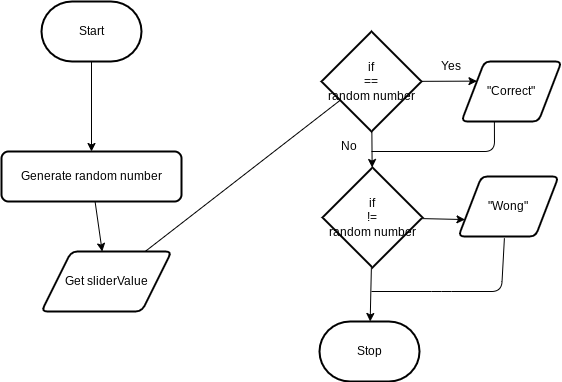 Start
Generate random number
Get sliderValue
if
==
random number
Yes
"Correct"
No
if
!=
random number
"Wong"
Stop